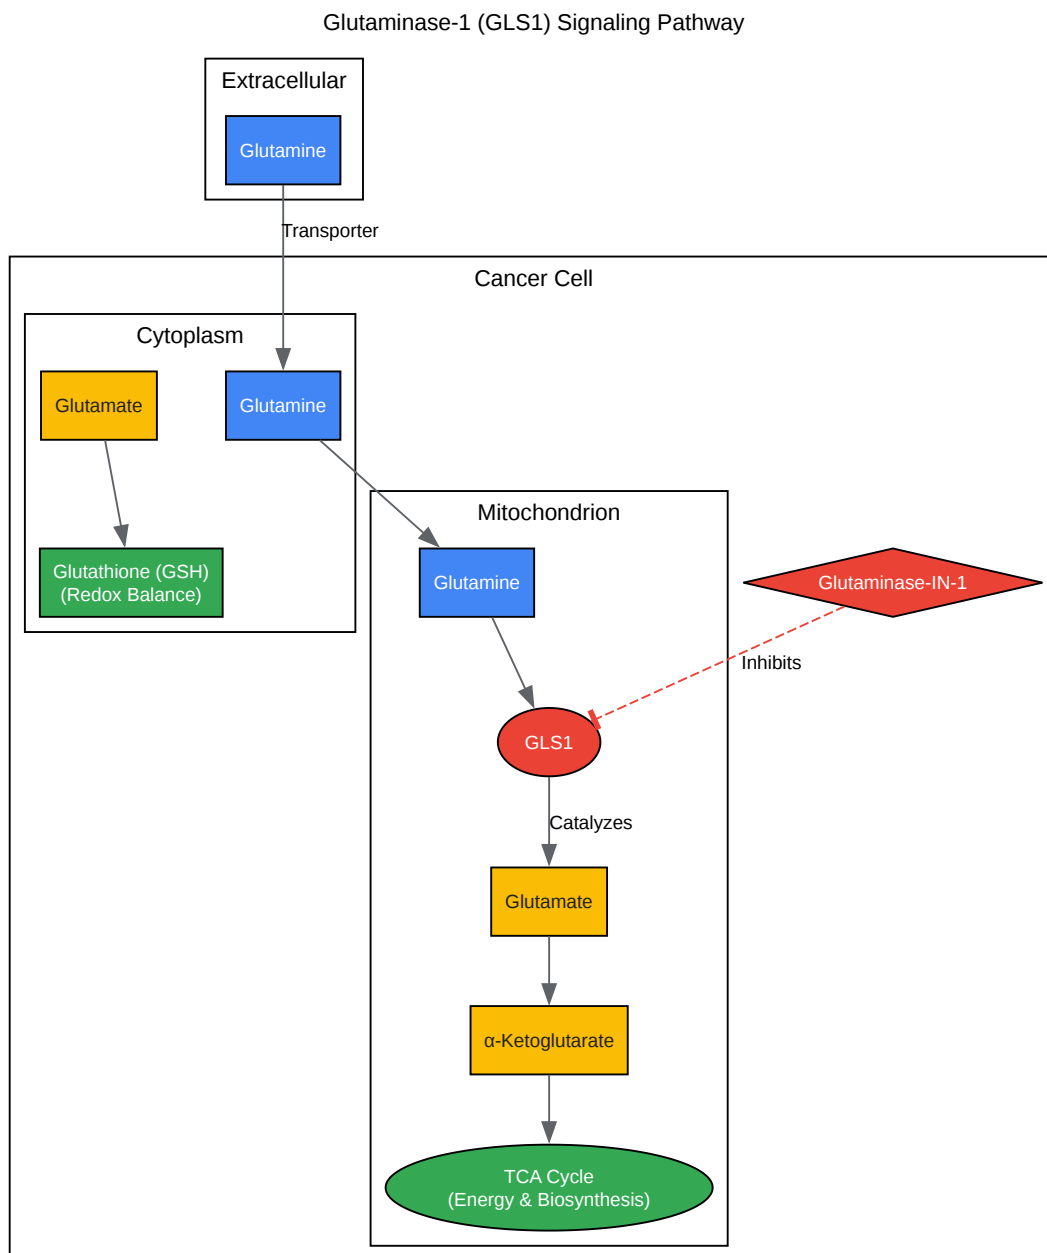 Glutaminase-1 (GLS1) Signaling Pathway
Extracellular
Glutamine
Transporter
Cancer Cell
Cytoplasm
Glutamate
Glutamine
Glutathione (GSH)
(Redox Balance)
Mitochondrion
Glutamine
Glutaminase-IN-1
Inhibits
GLS1
Catalyzes
Glutamate
α-Ketoglutarate
TCA Cycle
(Energy & Biosynthesis)